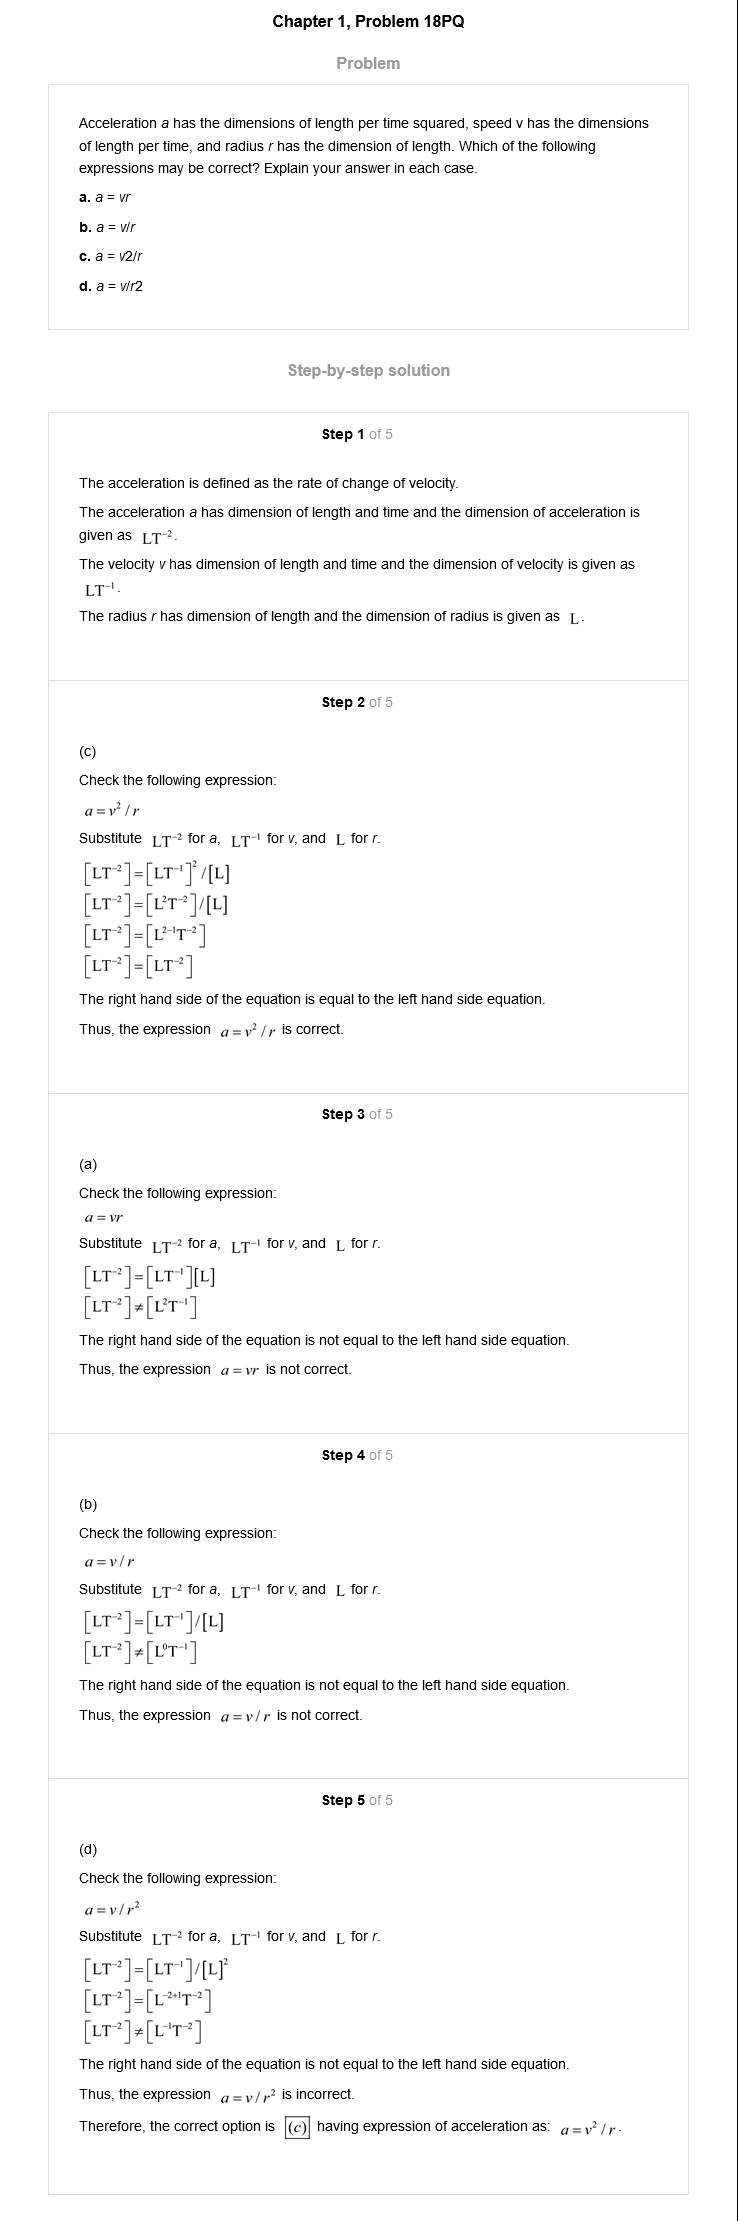 Chapter 1, Problem 18PQ
Problem
Acceleration a has the dimensions of length per time squared, speed v has the dimensions
of length per time, and radius r has the dimension of length. Which of the following
expressions may be correct? Explain your answer in each case.
a. a = vr
b. a = v/r
c. a = v2/r
d. a = v/r2
Step-by-step solution
Step 1 of 5
The acceleration is defined as the rate of change of velocity.
The acceleration a has dimension of length and time and the dimension of acceleration is
given as LT⁻².
The velocity v has dimension of length and time and the dimension of velocity is given as
LT⁻¹.
The radius r has dimension of length and the dimension of radius is given as L.
Step 2 of 5
(c)
Check the following expression:
a = v² / r
Substitute LT⁻² for a, LT⁻¹ for v, and L for r.
[LT⁻²]=[LT⁻¹]²/[L]
[LT⁻²]=[L²T⁻²]/[L]
[LT⁻²]=[L²⁻¹T⁻²]
[LT⁻²]=[LT⁻²]
The right hand side of the equation is equal to the left hand side equation.
Thus, the expression a = v² / r is correct.
Step 3 of 5
(a)
Check the following expression:
a = vr
Substitute LT⁻² for a, LT⁻¹ for v, and L for r.
[LT⁻²]=[LT⁻¹][L]
[LT⁻²]≠[L²T⁻¹]
The right hand side of the equation is not equal to the left hand side equation.
Thus, the expression a = vr is not correct.
Step 4 of 5
(b)
Check the following expression:
a = v / r
Substitute LT⁻² for a, LT⁻¹ for v, and L for r.
[LT⁻²]=[LT⁻¹]/[L]
[LT⁻²]≠[L⁰T⁻¹]
The right hand side of the equation is not equal to the left hand side equation.
Thus, the expression a = v / r is not correct.
Step 5 of 5
(d)
Check the following expression:
a = v / r²
Substitute LT⁻² for a, LT⁻¹ for v, and L for r.
[LT⁻²]=[LT⁻¹]/[L]²
[LT⁻²]=[L⁻²⁺¹T⁻²]
[LT⁻²]≠[L⁻¹T⁻²]
The right hand side of the equation is not equal to the left hand side equation.
Thus, the expression a = v / r² is incorrect.
Therefore, the correct option is (c) having expression of acceleration as: a = v² / r.